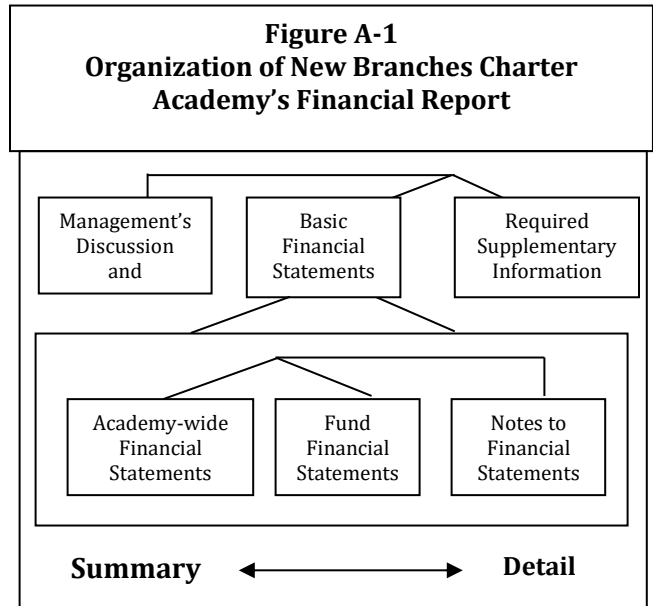 Figure A-1
Organization of New Branches Charter
Academy’s Financial Report
Management’s
Discussion
and
Basic
Financial
Statements
Required
Supplementary
Information
Academy-wide
Financial
Statements
Fund
Financial
Statements
Notes to
Financial
Statements
Summary
Detail